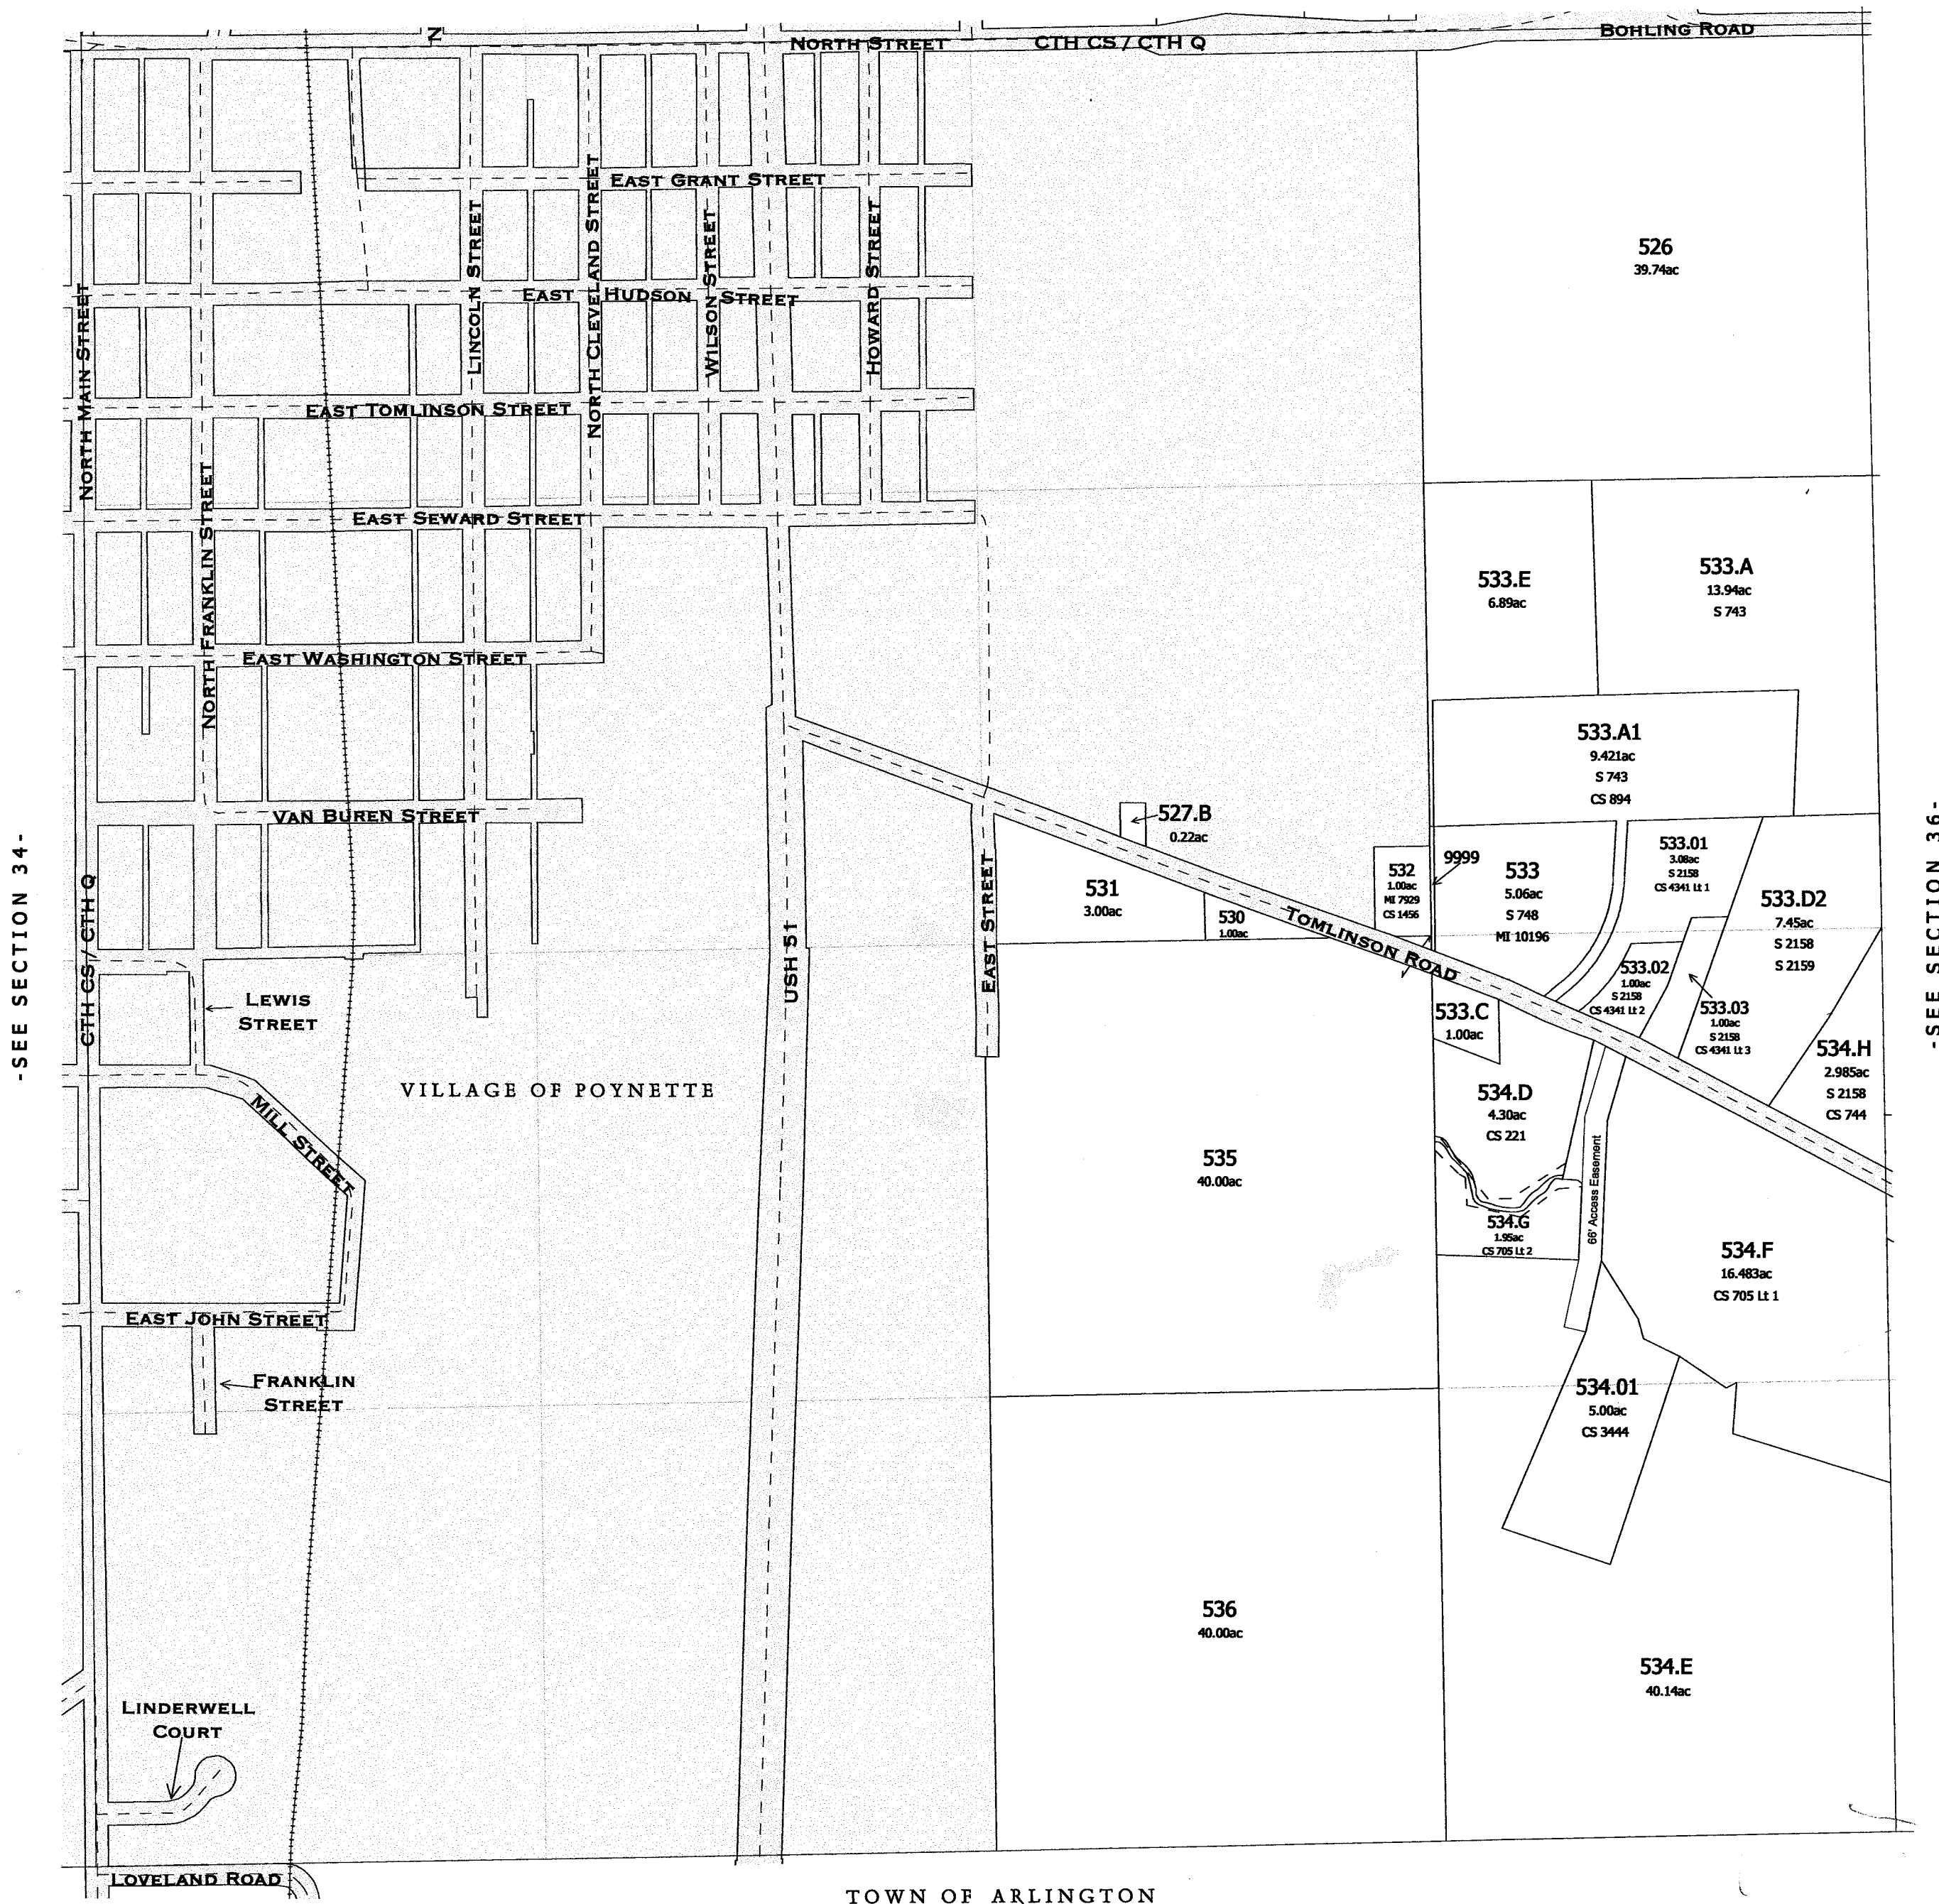 Z
NORTH STREET
CTH CS / CTH Q
BOHLING ROAD
EAST GRANT STREET
EAST HUDSON STREET
EAST TOMLINSON STREET
EAST SEWARD STREET
EAST WASHINGTON STREET
VAN BUREN STREET
NORTH MAIN STREET
NORTH FRANKLIN STREET
LINCOLN STREET
NORTH CLEVELAND STREET
WILSON STREET
HOWARD STREET
526
39.74ac
533.E
6.89ac
533.A
13.94ac
S 743
533.A1
9.421ac
S 743
CS 894
-SEE SECTION 34-
-SEE SECTION 36-
CTH CS / CTH Q
USH 51
EAST STREET
TOMLINSON ROAD
527.B
0.22ac
531
3.00ac
530
1.00ac
532
1.00ac
MI 7929
CS 1456
9999
533
5.06ac
S 748
MI 10196
533.01
3.08ac
S 2158
CS 4341 Lt 1
533.D2
7.45ac
S 2158
S 2159
533.02
1.00ac
S 2158
CS 4341 Lt 2
533.03
1.00ac
S 2158
CS 4341 Lt 3
533.C
1.00ac
534.H
2.985ac
S 2158
CS 744
534.D
4.30ac
CS 221
LEWIS
STREET
VILLAGE OF POYNETTE
MILL STREET
535
40.00ac
66' Access Easement
534.G
1.95ac
CS 705 Lt 2
534.F
16.483ac
CS 705 Lt 1
EAST JOHN STREET
FRANKLIN
STREET
534.01
5.00ac
CS 3444
536
40.00ac
534.E
40.14ac
LINDERWELL
COURT
LOVELAND ROAD
TOWN OF ARLINGTON